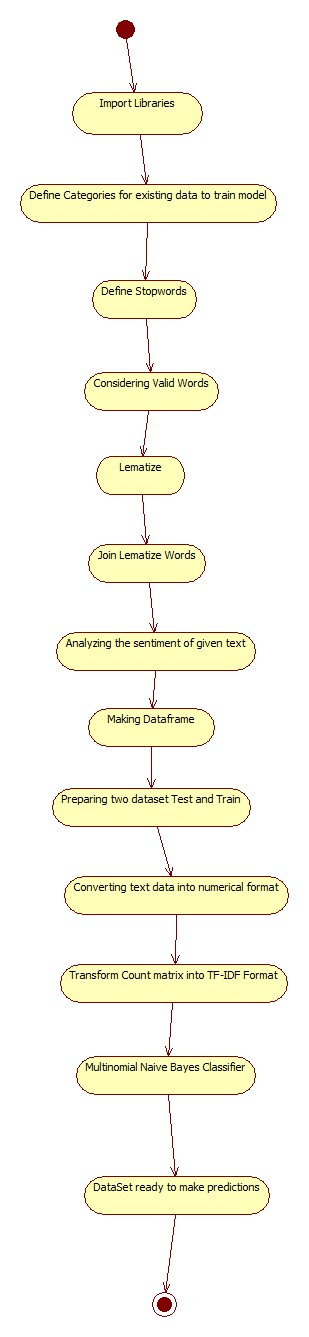 Import Libraries
Define Categories for existing data to train model
Define Stopwords
Considering Valid Words
Lematize
Join Lematize Words
Analyzing the sentiment of given text
Making Dataframe
Preparing two dataset Test and Train
Converting text data into numerical format
Transform Count matrix into TF-IDF Format
Multinomial Naive Bayes Classifier
DataSet ready to make predictions